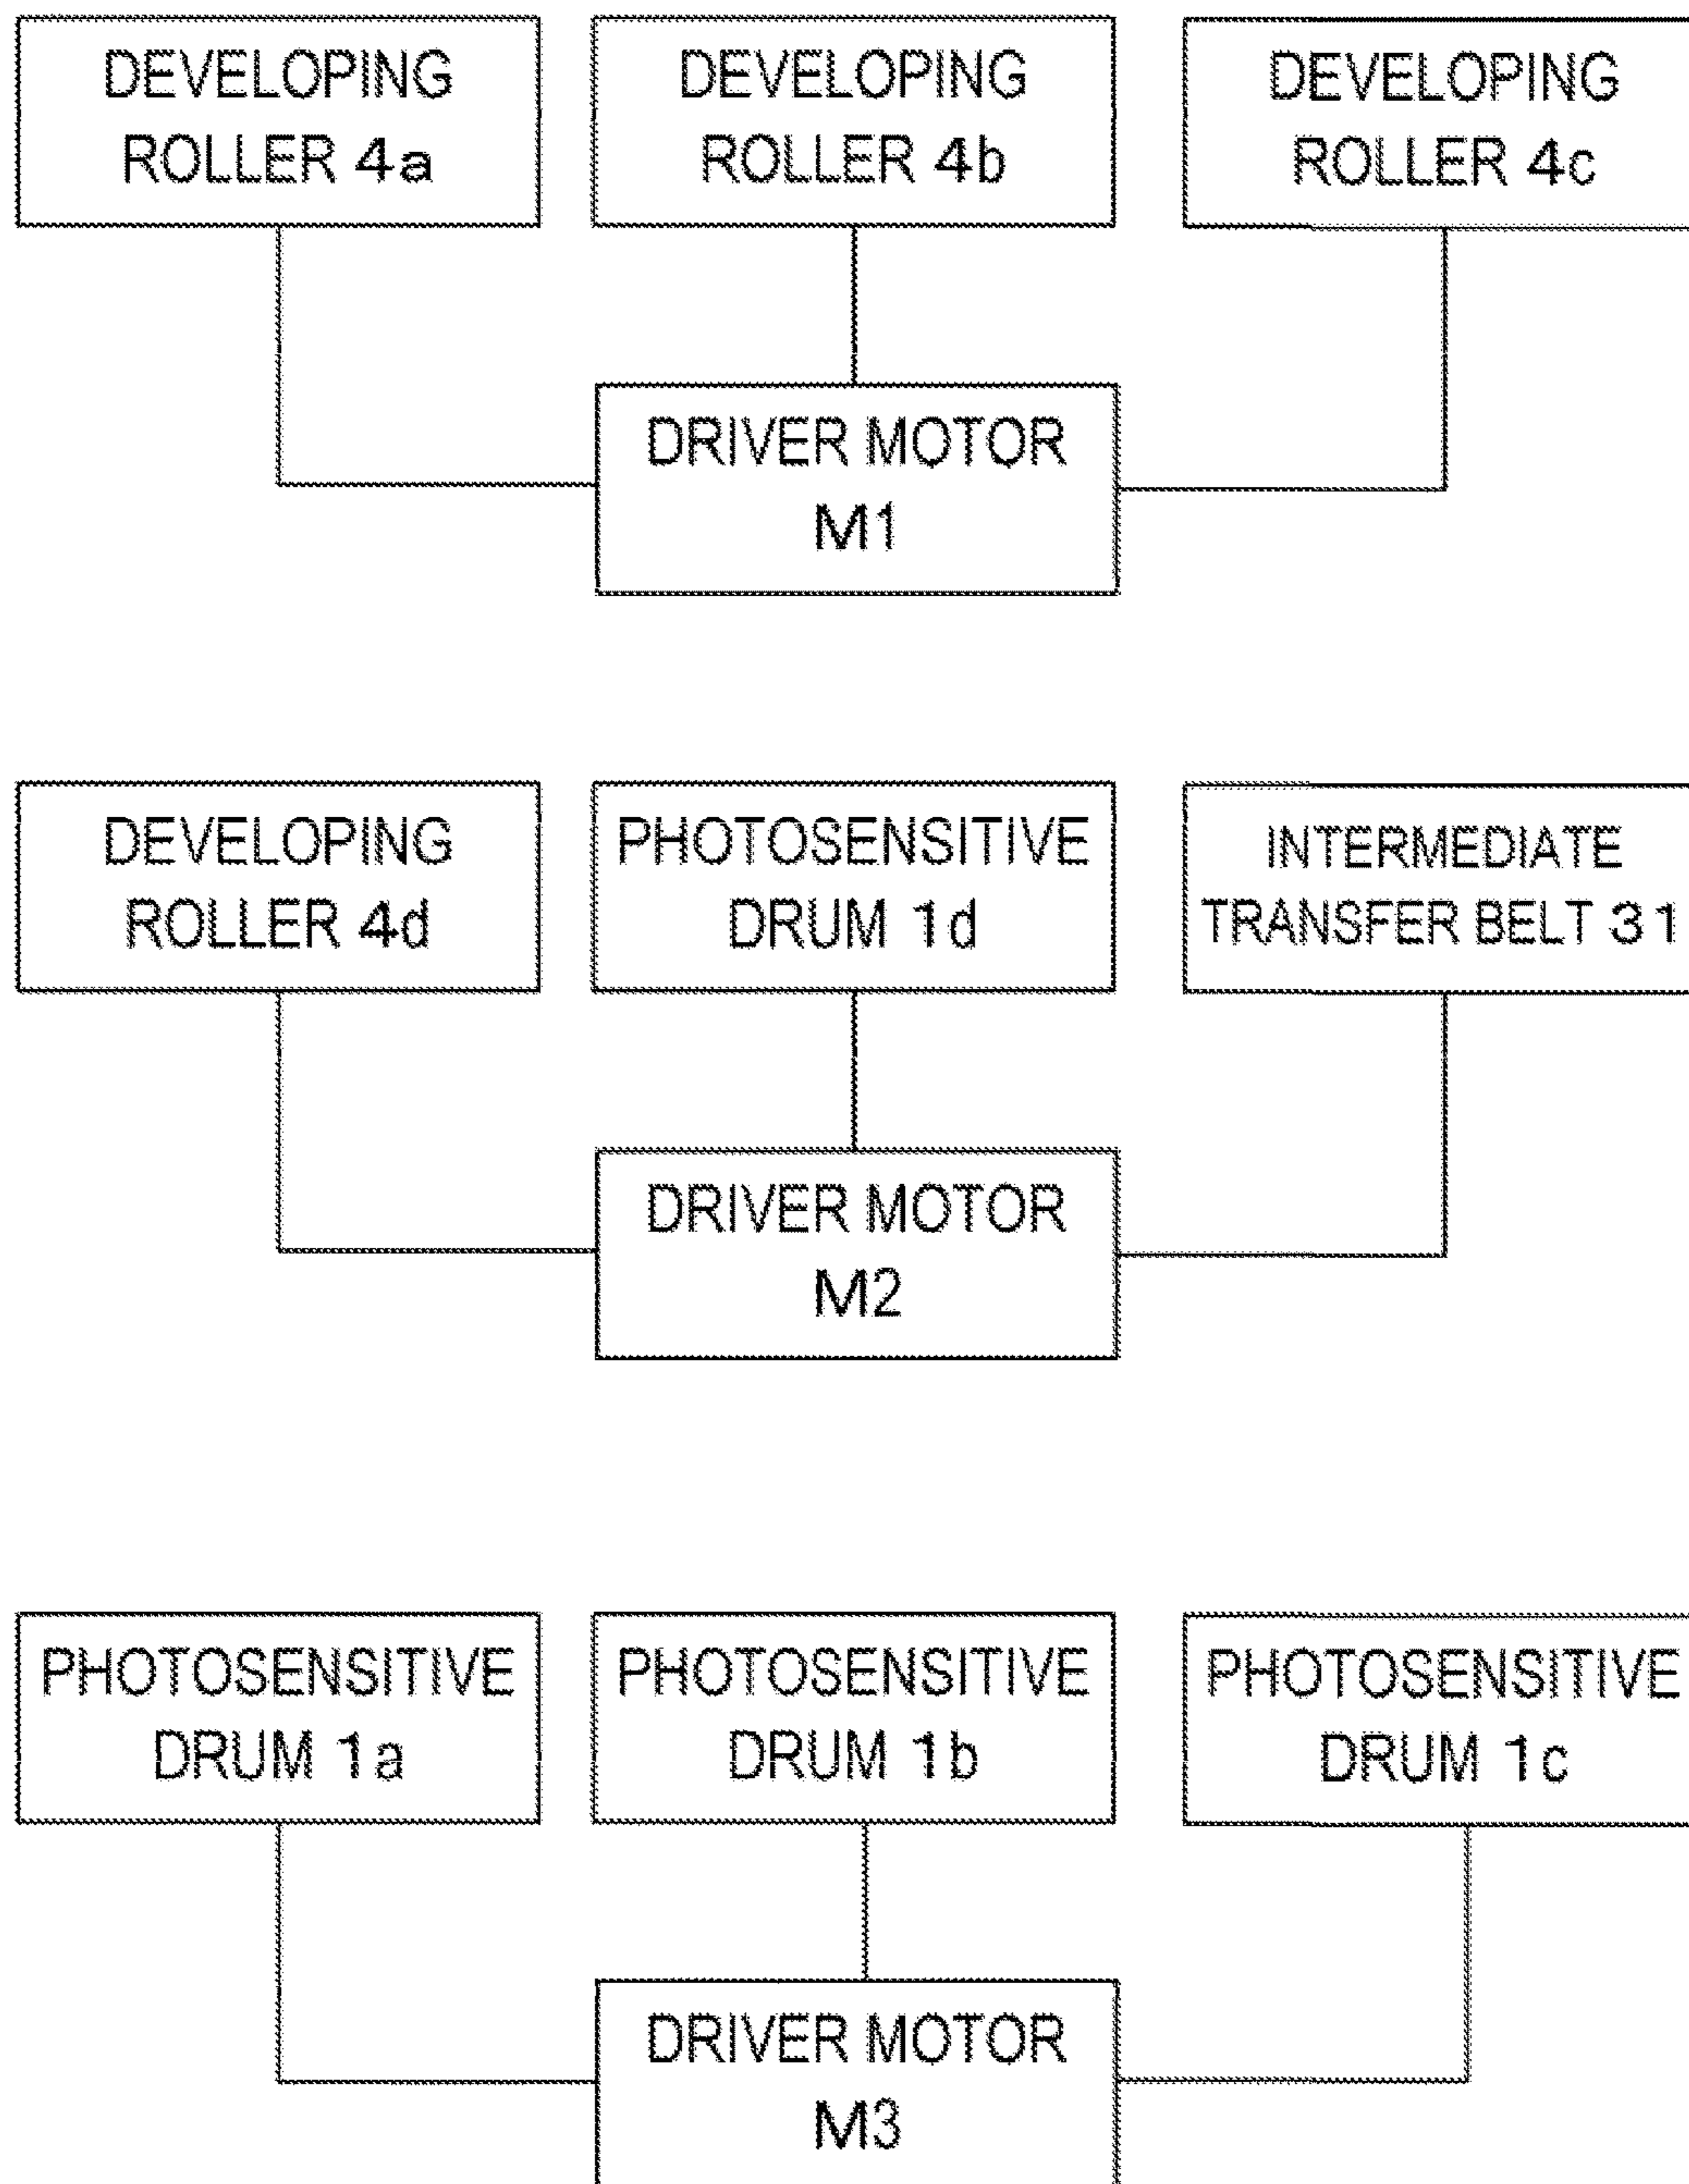 DEVELOPING
ROLLER 4a
DEVELOPING
ROLLER 4b
DEVELOPING
ROLLER 4c
DRIVER MOTOR
M1
DEVELOPING
ROLLER 4d
PHOTOSENSITIVE
DRUM 1d
INTERMEDIATE
TRANSFER BELT 31
DRIVER MOTOR
M2
PHOTOSENSITIVE
DRUM 1a
PHOTOSENSITIVE
DRUM 1b
PHOTOSENSITIVE
DRUM 1c
DRIVER MOTOR
M3